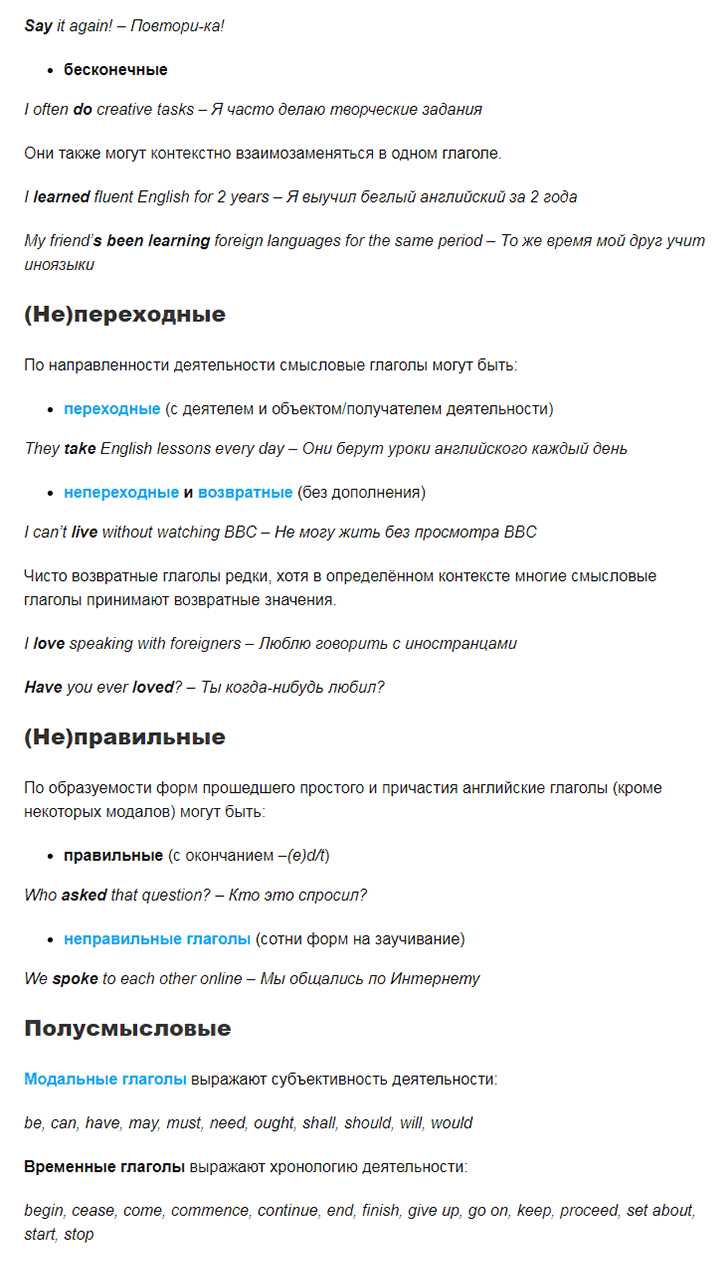 Say it again! – Повтори-ка!
• бесконечные
I often do creative tasks – Я часто делаю творческие задания
Они также могут контекстно взаимозаменяться в одном глаголе.
I learned fluent English for 2 years – Я выучил беглый английский за 2 года
My friend’s been learning foreign languages for the same period – То же время мой друг учит
иноязыки
(Не)переходные
По направленности деятельности смысловые глаголы могут быть:
• переходные (с деятелем и объектом/получателем деятельности)
They take English lessons every day – Они берут уроки английского каждый день
• непереходные и возвратные (без дополнения)
I can’t live without watching BBC – Не могу жить без просмотра BBC
Чисто возвратные глаголы редки, хотя в определённом контексте многие смысловые
глаголы принимают возвратные значения.
I love speaking with foreigners – Люблю говорить с иностранцами
Have you ever loved? – Ты когда-нибудь любил?
(Не)правильные
По образуемости форм прошедшего простого и причастия английские глаголы (кроме
некоторых модалов) могут быть:
• правильные (с окончанием –(e)d/t)
Who asked that question? – Кто это спросил?
• неправильные глаголы (сотни форм на заучивание)
We spoke to each other online – Мы общались по Интернету
Полусмысловые
Модальные глаголы выражают субъективность деятельности:
be, can, have, may, must, need, ought, shall, should, will, would
Временные глаголы выражают хронологию деятельности:
begin, cease, come, commence, continue, end, finish, give up, go on, keep, proceed, set about,
start, stop